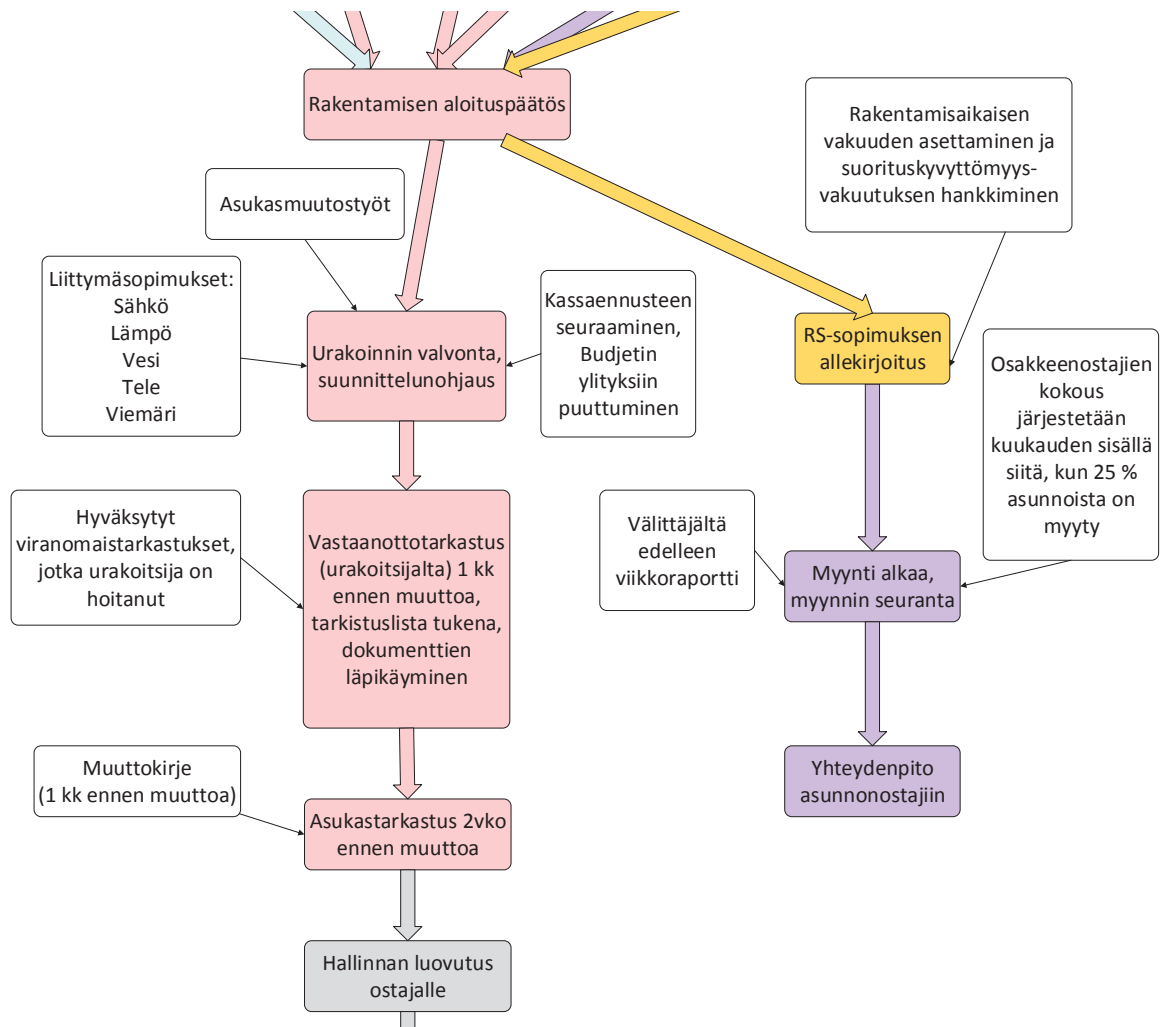 Rakentamisen aloituspäätös
Rakentamisaikaisen
vakuuden asettaminen ja
suorituskyvyttömyys-
vakuutuksen hankkiminen
Asukasmuutostyöt
Liittymäsopimukset:
Sähkö
Lämpö
Vesi
Tele
Viemäri
Urakoinnin valvonta,
suunnittelunohjaus
Kassaennusteen
seuraaminen,
Budjetin
ylityksiin
puuttuminen
RS-sopimuksen
allekirjoitus
Osakkeenostajien
kokous
järjestetään
kuukauden sisällä
siitä, kun 25 %
asunnoista on
myyty
Hyväksytyt
viranomaistarkastukset,
jotka urakoitsija on
hoitanut
Vastaanottotarkastus
(urakoitsijalta) 1 kk
ennen muuttoa,
tarkistuslista tukena,
dokumenttien
läpikäyminen
Välittäjältä
edelleen
viikkoraportti
Myynti alkaa,
myynnin seuranta
Muuttokirje
(1 kk ennen muuttoa)
Asukastarkastus 2vko
ennen muuttoa
Yhteydenpito
asunnonostajiin
Hallinnan luovutus
ostajalle